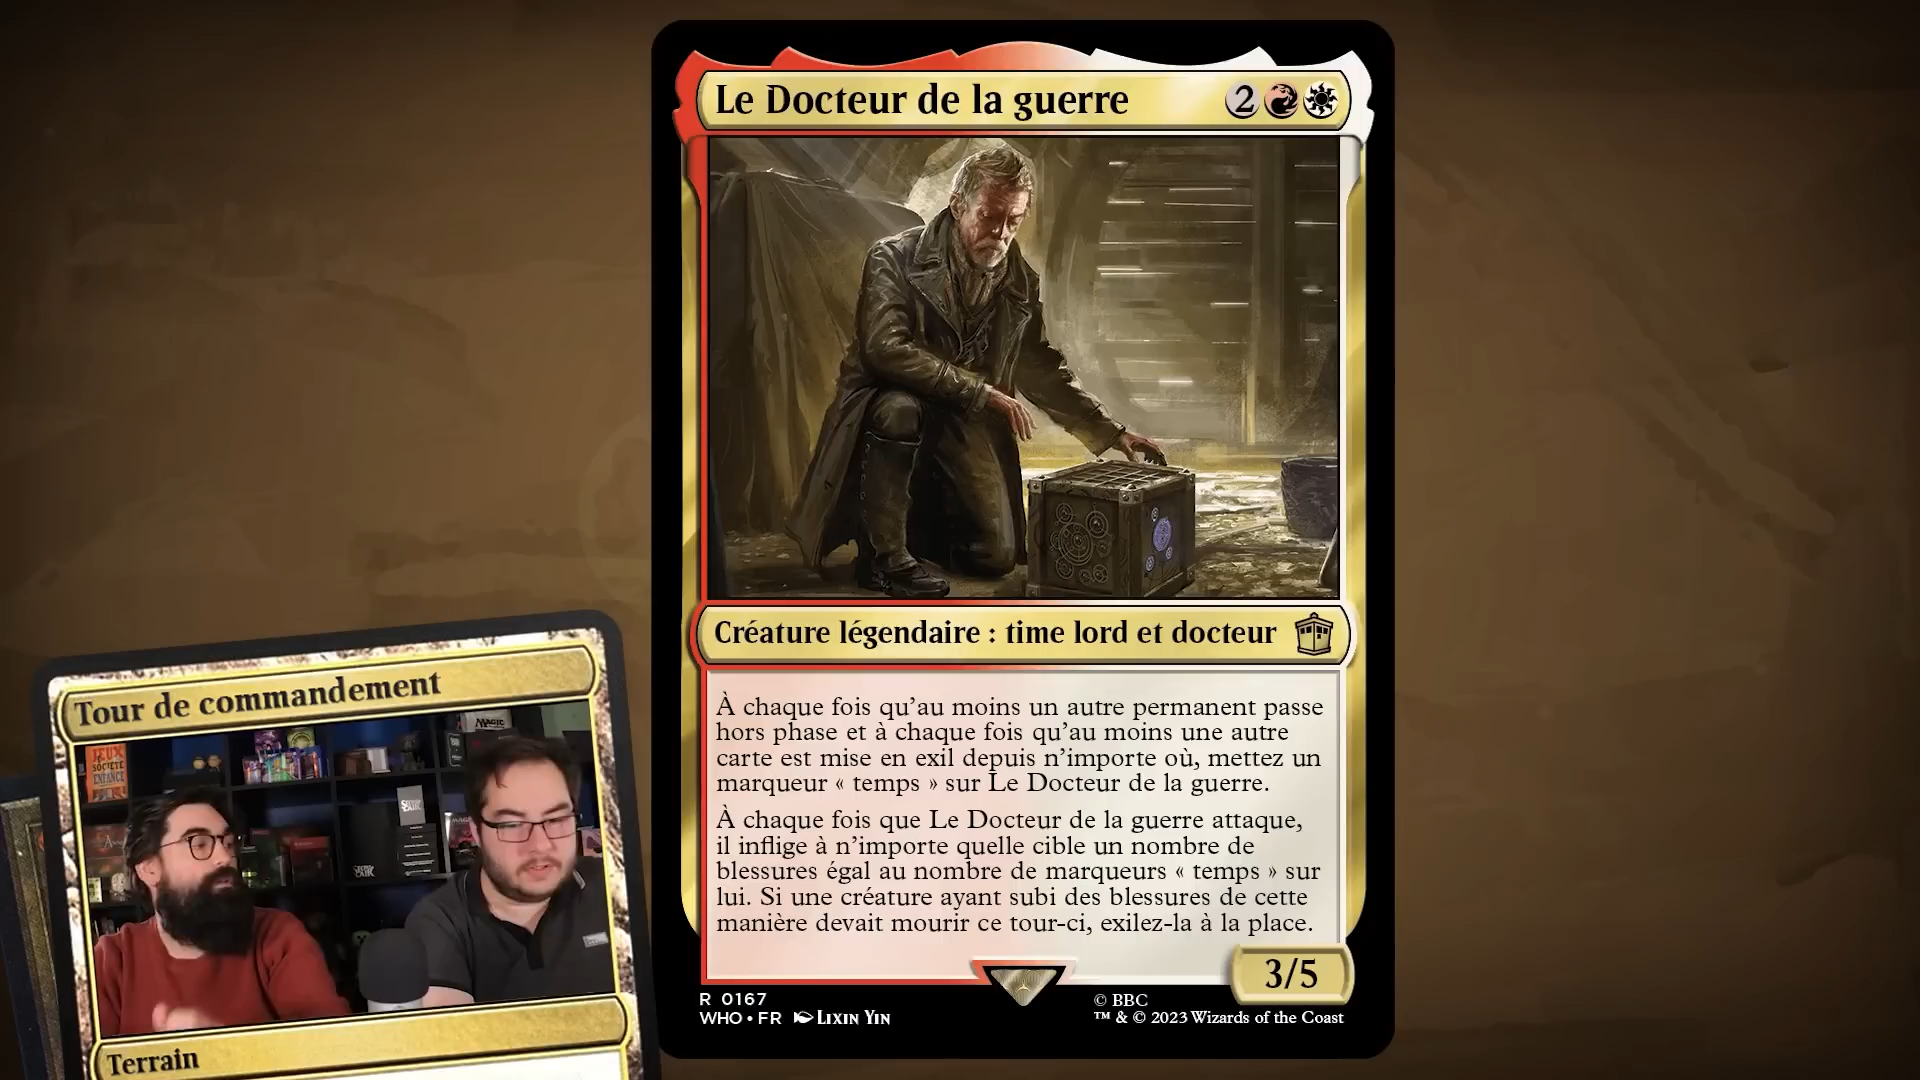 Le Docteur de la guerre
2
Créature légendaire : time lord et docteur
À chaque fois qu'au moins un autre permanent passe
hors phase et à chaque fois qu'au moins une autre
carte est mise en exil depuis n'importe où, mettez un
marqueur « temps » sur Le Docteur de la guerre.
À chaque fois que Le Docteur de la guerre attaque,
il inflige à n'importe quelle cible un nombre de
blessures égal au nombre de marqueurs « temps » sur
lui. Si une créature ayant subi des blessures de cette
manière devait mourir ce tour-ci, exilez-la à la place.
3/5
R 0167
WHO • FR LIXIN YIN
© BBC
™ & © 2023 Wizards of the Coast
Tour de commandement
MAGIC
JEUX
SOCIÉTÉ
ENFANCE
Terrain